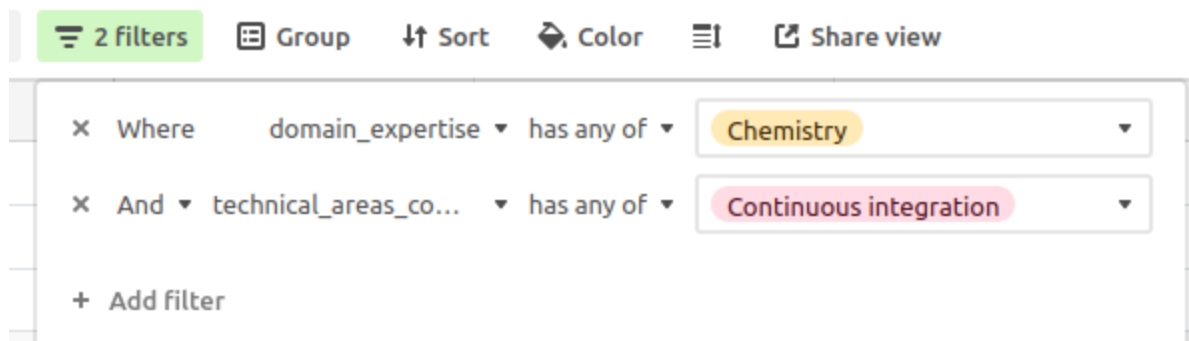 2 filters Group Sort Color Share view
Where domain_expertise has any of Chemistry
And technical_areas_co... has any of Continuous integration
+ Add filter